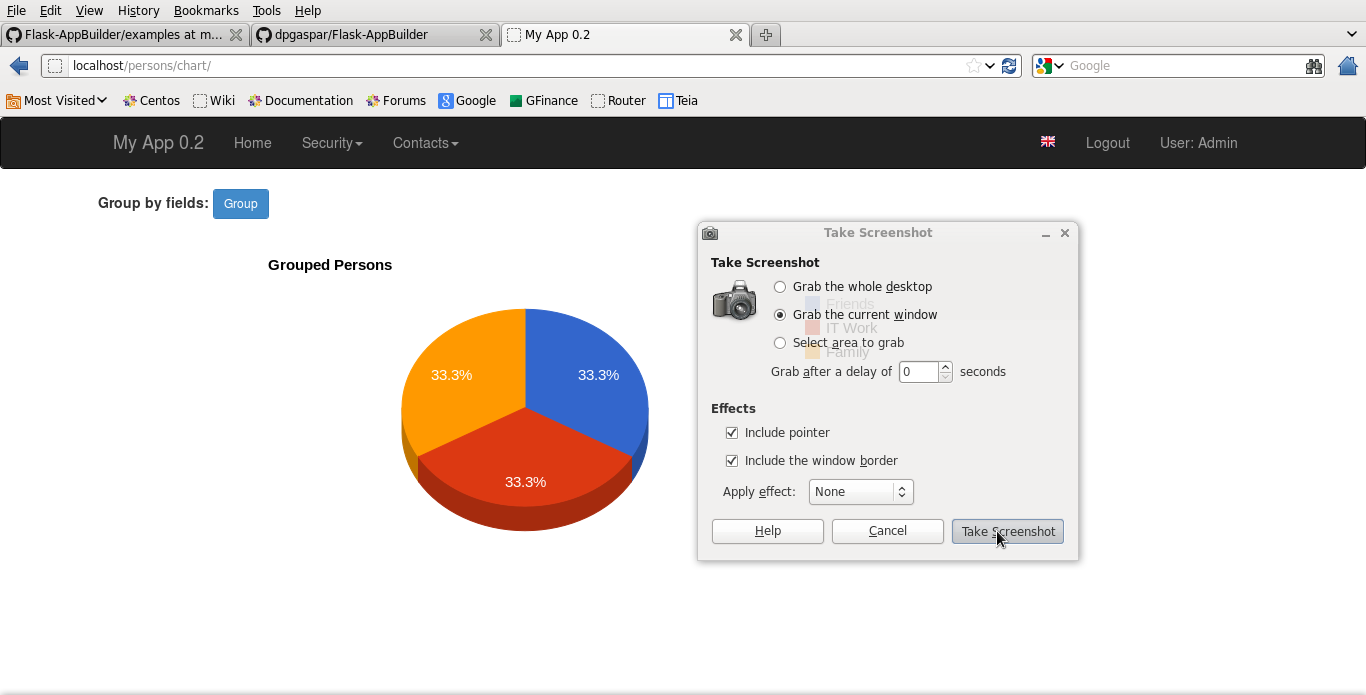 File Edit View History Bookmarks Tools Help
Flask-AppBuilder/examples at m... dpgaspar/Flask-AppBuilder My App 0.2
localhost/persons/chart/ Google
Most Visited Centos Wiki Documentation Forums Google GFinance Router Teia
My App 0.2 Home Security Contacts Logout User: Admin
Group by fields: Group
Grouped Persons
33.3%
33.3%
33.3%
Take Screenshot
Take Screenshot
Grab the whole desktop
Friends
Grab the current window
IT Work
Select area to grab
Family
Grab after a delay of 0 seconds
Effects
Include pointer
Include the window border
Apply effect: None
Help Cancel Take Screenshot